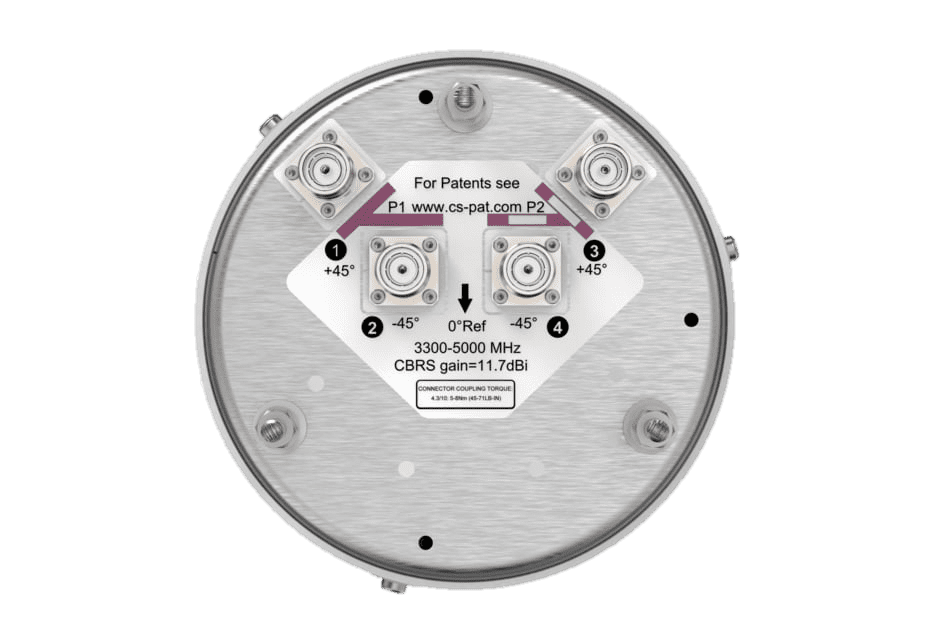 For Patents see
P1 www.cs-pat.com P2
1 3
+45° +45°
2 -45° 0°Ref -45° 4
3300-5000 MHz
CBRS gain=11.7dBi
CONNECTOR COUPLING TORQUE:
4.3/10: 5-8Nm (45-71LB-IN)